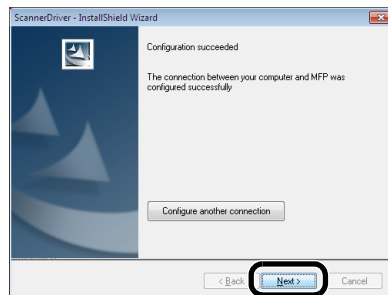 ScannerDriver - InstallShield Wizard
Configuration succeeded
The connection between your computer and MFP was
configured successfully
Configure another connection
< Back
Next >
Cancel